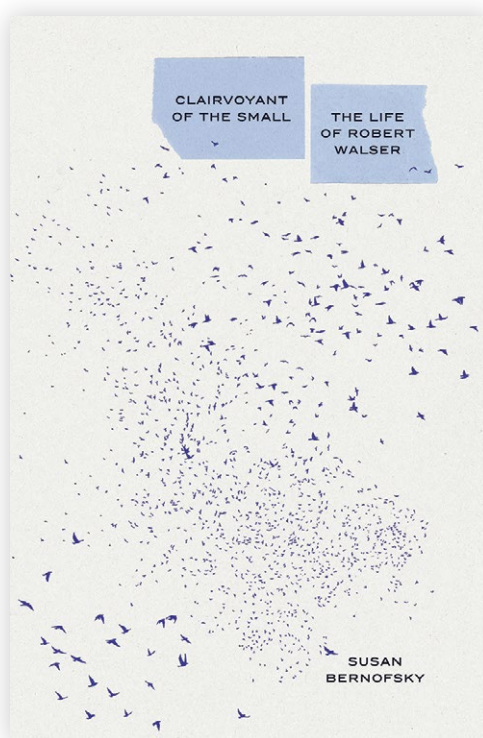 CLAIRVOYANT
OF THE SMALL
THE LIFE
OF ROBERT
WALSER
SUSAN
BERNOFSKY